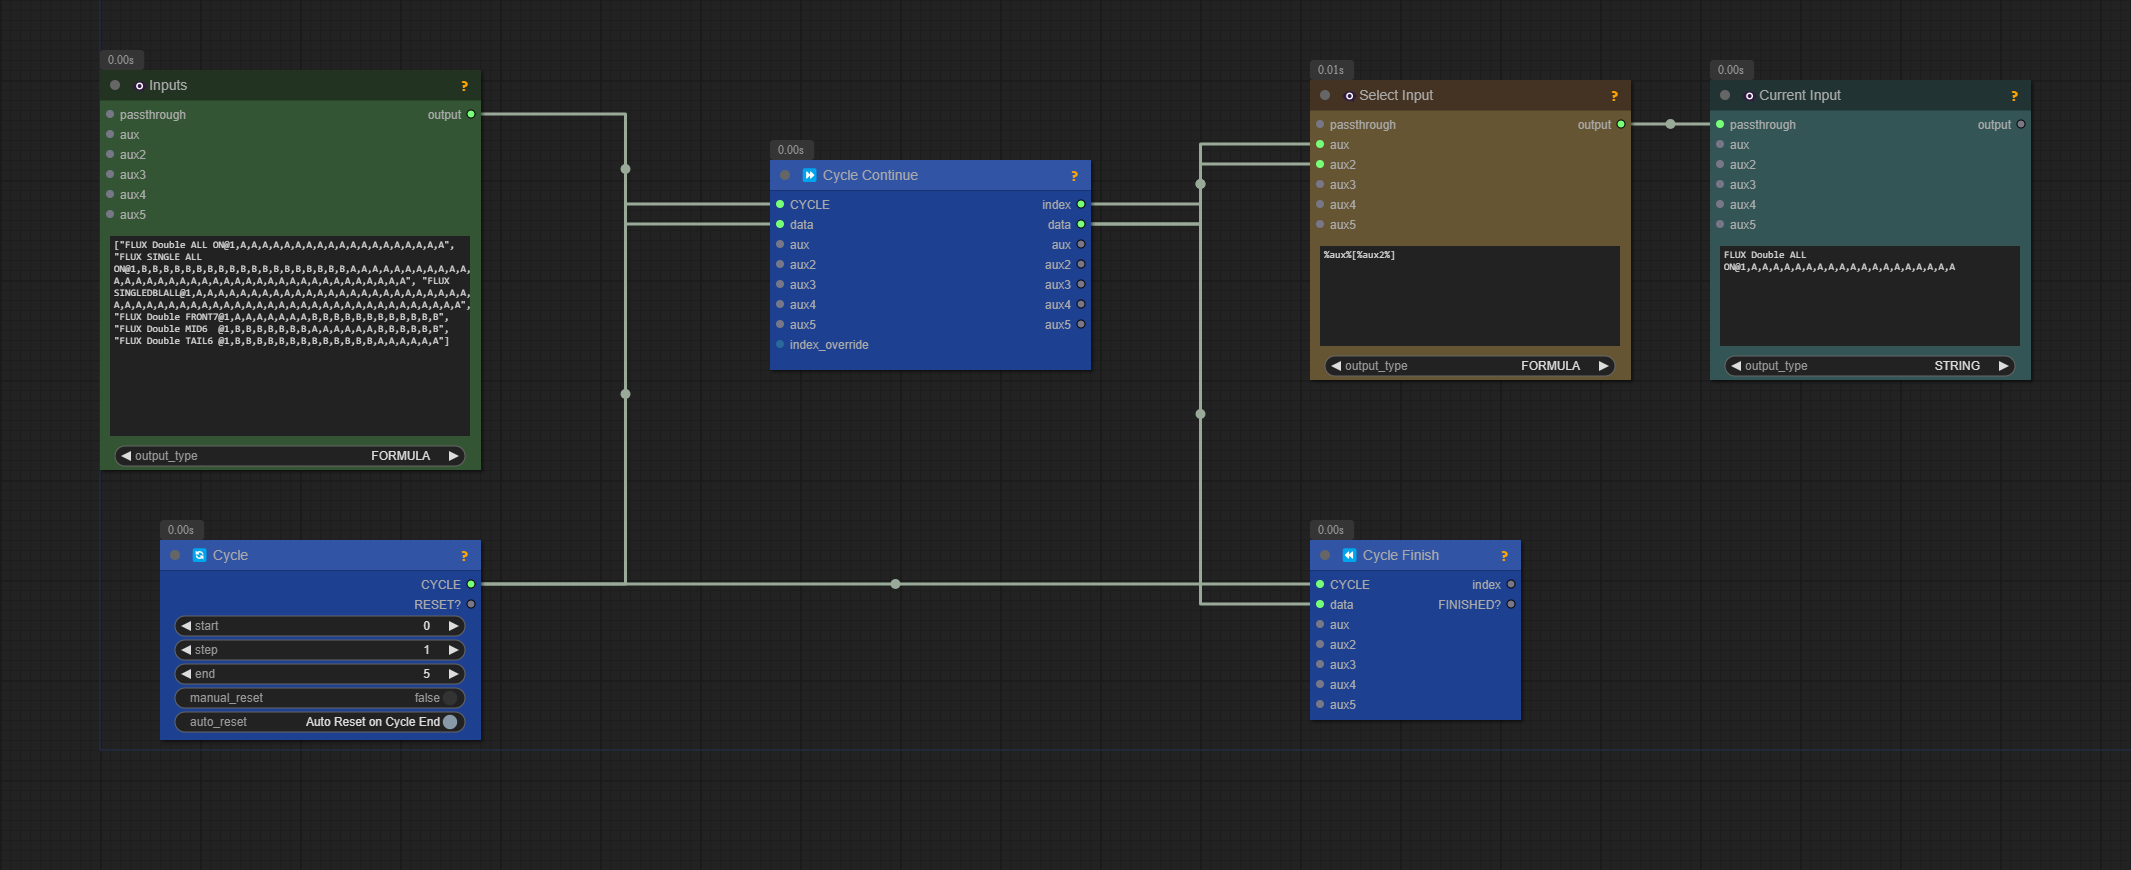 0.00s
Inputs
?
passthrough output
aux
aux2
aux3
aux4
aux5
["FLUX Double ALL ON@1,A,A,A,A,A,A,A,A,A,A,A,A,A,A,A,A,A,A,A",
"FLUX SINGLE ALL
ON@1,B,B,B,B,B,B,B,B,B,B,B,B,B,B,B,B,B,B,B,A,A,A,A,A,A,A,A,A,A,A,
A,A,A,A,A,A,A,A,A,A,A,A,A,A,A,A,A,A,A,A,A,A,A,A,A,A,A", "FLUX
"FLUX Double FRONT7@1,A,A,A,A,A,A,A,B,B,B,B,B,B,B,B,B,B,B,B",
"FLUX Double MID6  @1,B,B,B,B,B,B,B,A,A,A,A,A,A,B,B,B,B,B,B",
"FLUX Double TAIL6 @1,B,B,B,B,B,B,B,B,B,B,B,B,B,A,A,A,A,A,A"]
output_type FORMULA
0.00s
Cycle
?
CYCLE
RESET?
start 0
step 1
end 5
manual_reset false
auto_reset Auto Reset on Cycle End
0.00s
Cycle Continue
?
CYCLE index
data data
aux aux
aux2 aux2
aux3 aux3
aux4 aux4
aux5 aux5
index_override
0.01s
Select Input
?
passthrough output
aux
aux2
aux3
aux4
aux5
%aux%[%aux2%]
output_type FORMULA
0.00s
Current Input
?
passthrough output
aux
aux2
aux3
aux4
aux5
FLUX Double ALL
ON@1,A,A,A,A,A,A,A,A,A,A,A,A,A,A,A,A,A,A,A
output_type STRING
0.00s
Cycle Finish
?
CYCLE index
data FINISHED?
aux
aux2
aux3
aux4
aux5